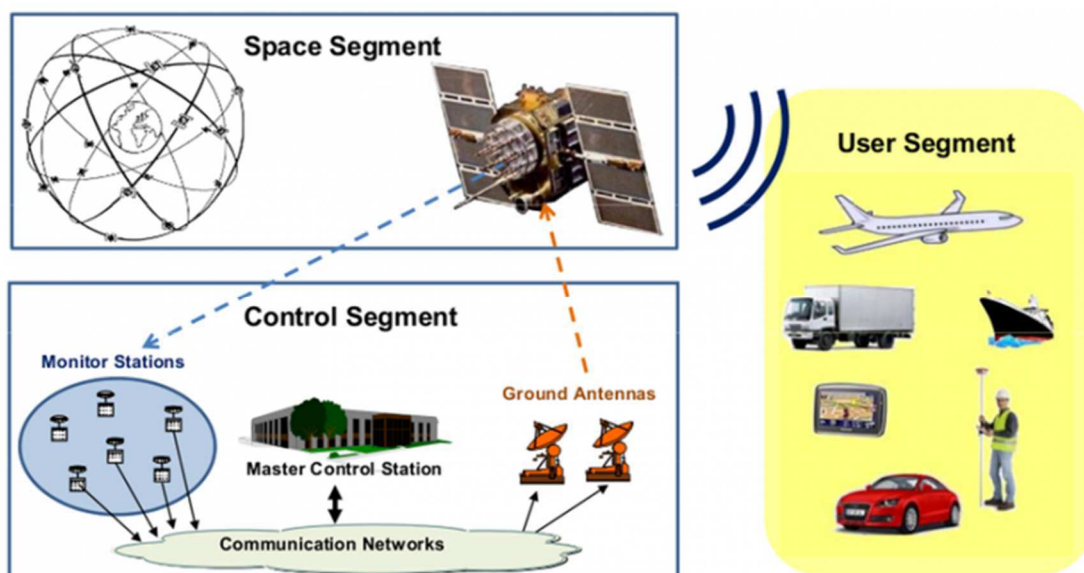 Space Segment
User Segment
Control Segment
Monitor Stations
Ground Antennas
Master Control Station
Communication Networks